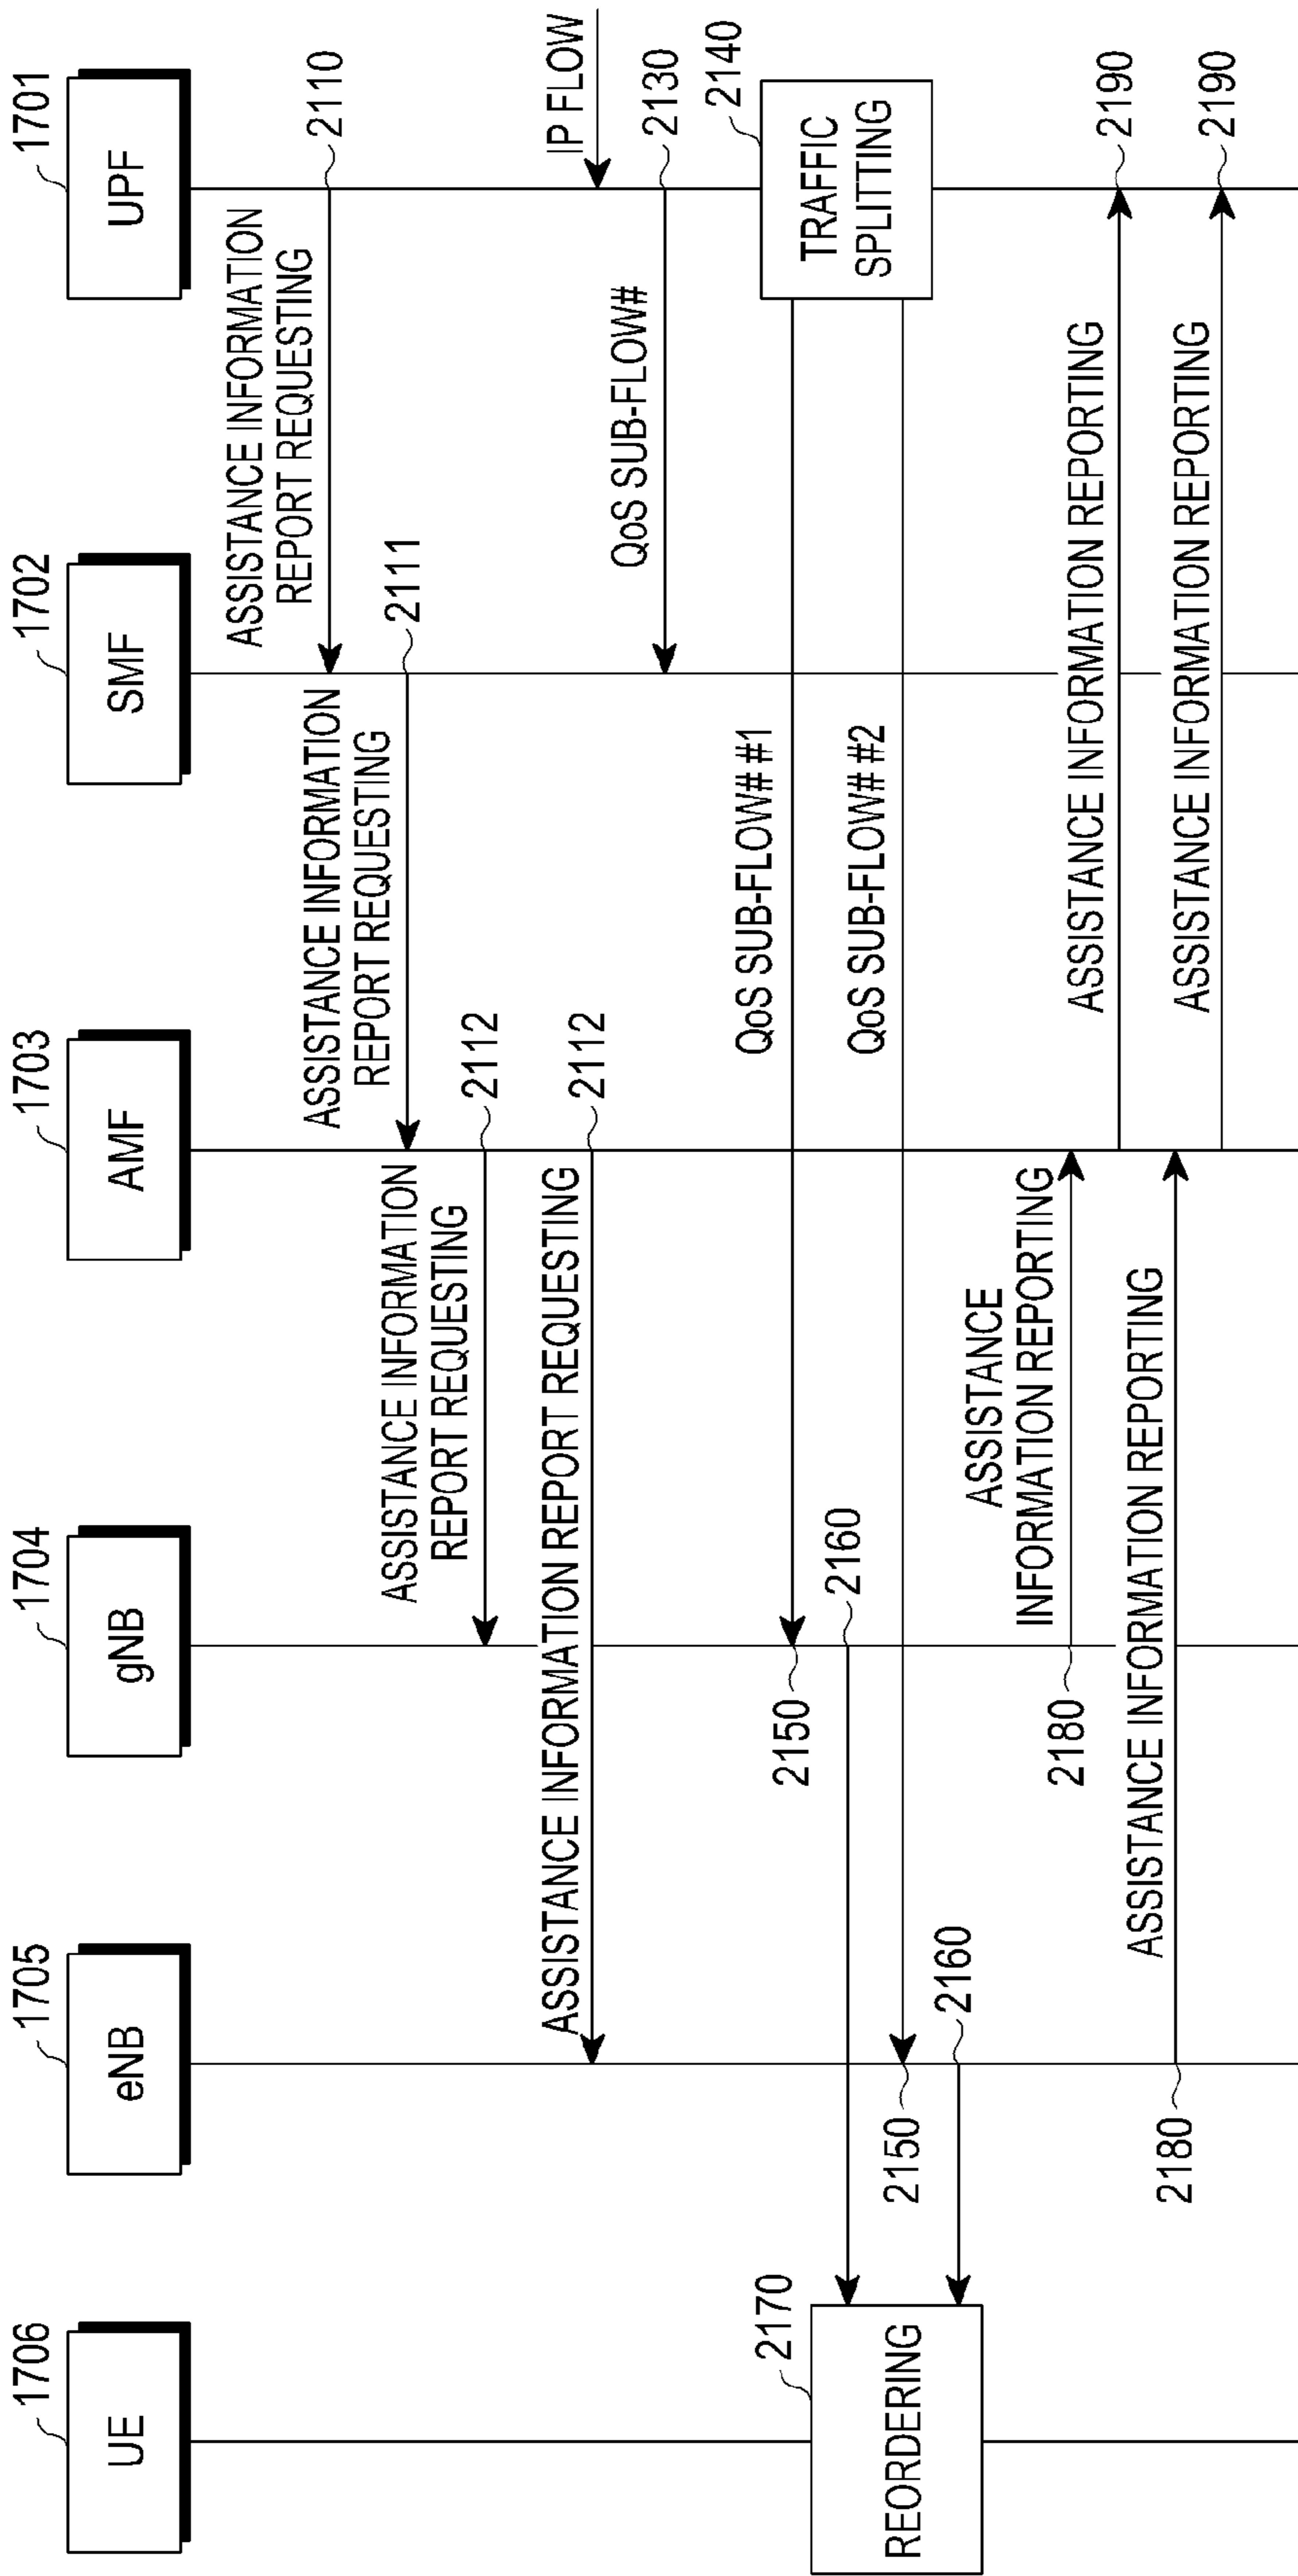 1706
1705
1704
1703
1702
1701
UE
eNB
gNB
AMF
SMF
UPF
ASSISTANCE INFORMATION
REPORT REQUESTING
2110
ASSISTANCE INFORMATION
REPORT REQUESTING
2111
ASSISTANCE INFORMATION
REPORT REQUESTING
2112
ASSISTANCE INFORMATION REPORT REQUESTING
2112
IP FLOW
QoS SUB-FLOW#
2130
2140
TRAFFIC
SPLITTING
QoS SUB-FLOW# #1
2150
2160
2170
REORDERING
QoS SUB-FLOW# #2
2150
2160
ASSISTANCE
INFORMATION REPORTING
2180
ASSISTANCE INFORMATION REPORTING
2190
ASSISTANCE INFORMATION REPORTING
2180
ASSISTANCE INFORMATION REPORTING
2190